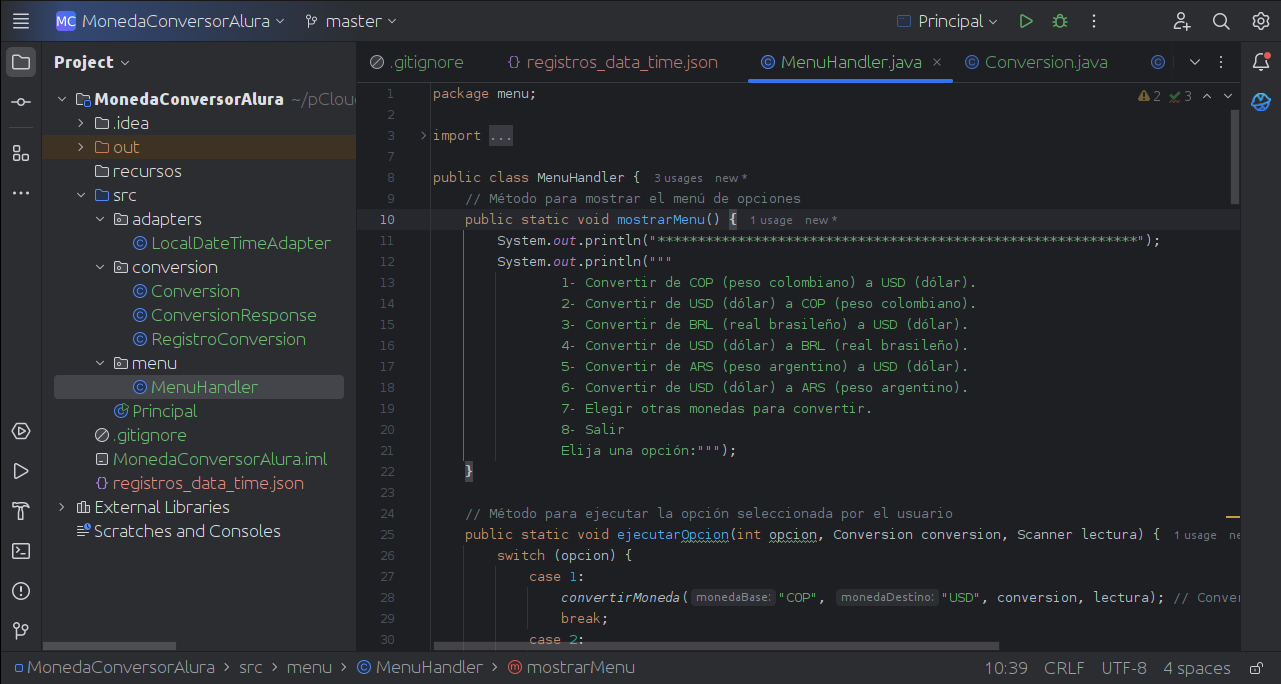 MC MonedaConversorAlura master Principal
Project
.gitignore {} registros_data_time.json MenuHandler.java × Conversion.java
MonedaConversorAlura ~/pClou
.idea
out
recursos
src
adapters
LocalDateTimeAdapter
conversion
Conversion
ConversionResponse
RegistroConversion
menu
MenuHandler
Principal
.gitignore
MonedaConversorAlura.iml
{} registros_data_time.json
External Libraries
Scratches and Consoles
2 3
1 package menu;
2
3 import ...
7
8 public class MenuHandler { 3 usages new *
9 // Método para mostrar el menú de opciones
10 public static void mostrarMenu() { 1 usage new *
11 System.out.println("************************************************************");
12 System.out.println("""
13 1- Convertir de COP (peso colombiano) a USD (dólar).
14 2- Convertir de USD (dólar) a COP (peso colombiano).
15 3- Convertir de BRL (real brasileño) a USD (dólar).
16 4- Convertir de USD (dólar) a BRL (real brasileño).
17 5- Convertir de ARS (peso argentino) a USD (dólar).
18 6- Convertir de USD (dólar) a ARS (peso argentino).
19 7- Elegir otras monedas para convertir.
20 8- Salir
21 Elija una opción:""");
22 }
23
24 // Método para ejecutar la opción seleccionada por el usuario
25 public static void ejecutarOpcion(int opcion, Conversion conversion, Scanner lectura) { 1 usage ne
26 switch (opcion) {
27 case 1:
28 convertirMoneda( monedaBase: "COP", monedaDestino: "USD", conversion, lectura); // Conver
29 break;
30 case 2:
MonedaConversorAlura > src > menu > MenuHandler > mostrarMenu 10:39 CRLF UTF-8 4 spaces